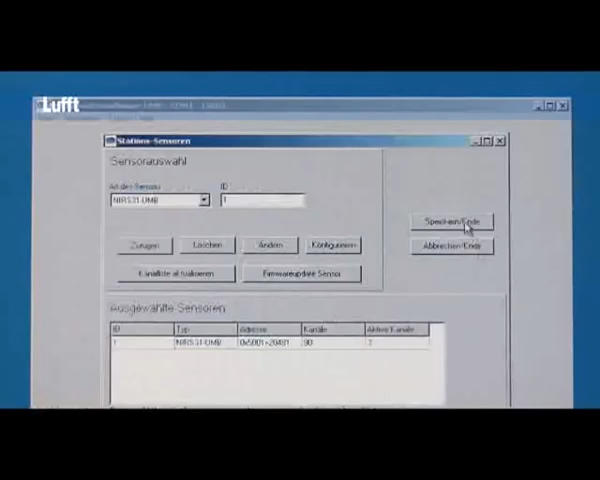 Lufft
Stations-Sensoren
Sensorauswahl
Art des Sensors
ID
NIRS31-UMB
1
Speichern/Ende
Zufügen
Löschen
Ändern
Konfigurieren
Abbrechen/Ende
Kanalliste aktualisieren
Firmwareupdate Sensor
Ausgewählte Sensoren
ID Typ Adresse Kanäle Aktive Kanäle
1 NIRS31-UMB 90